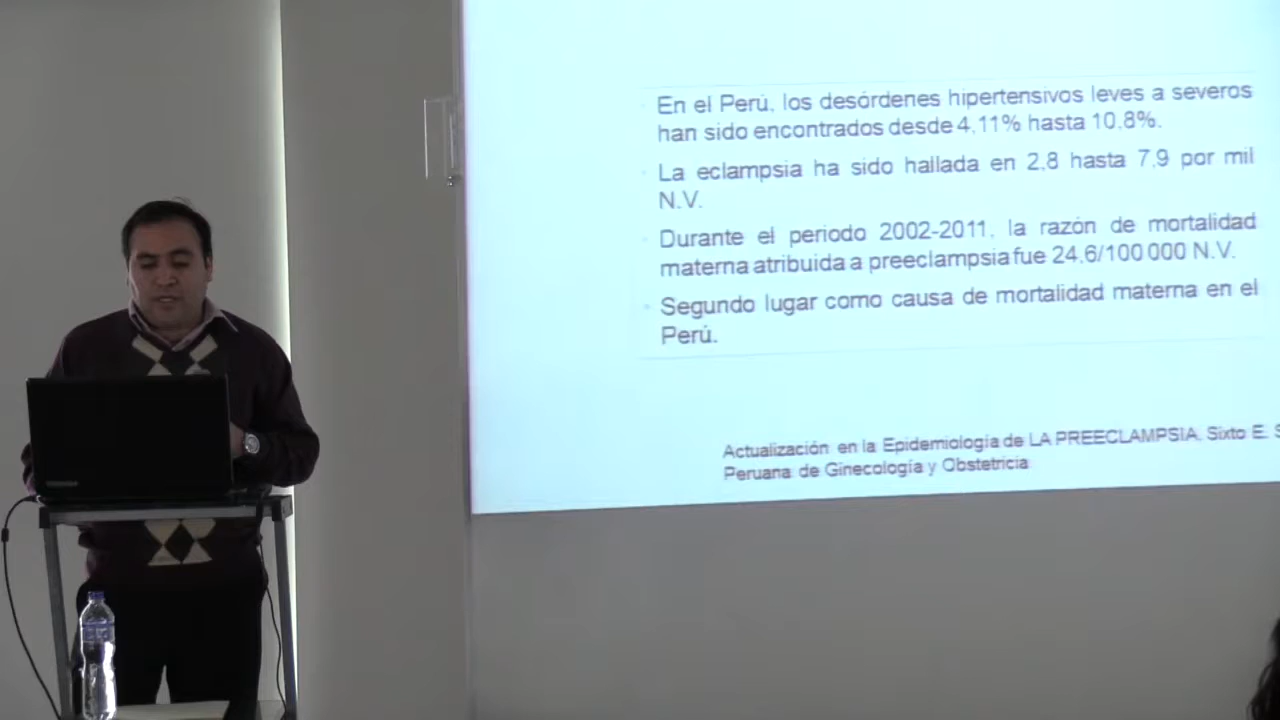 En el Perú, los desórdenes hipertensivos leves a severos
han sido encontrados desde 4,11% hasta 10,8%.
La eclampsia ha sido hallada en 2,8 hasta 7,9 por mil
N.V.
Durante el periodo 2002-2011, la razón de mortalidad
materna atribuida a preeclampsia fue 24,6/100 000 N.V.
Segundo lugar como causa de mortalidad materna en el
Perú.
Actualización en la Epidemiología de LA PREECLAMPSIA. Sixto E. S
Peruana de Ginecología y Obstetricia